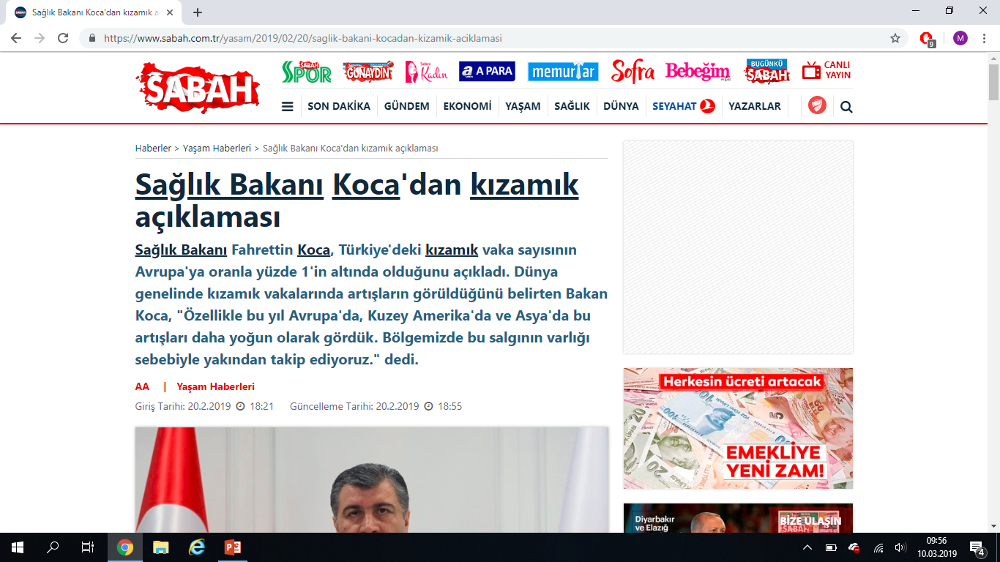 Sağlık Bakanı Koca'dan kızamık a
https://www.sabah.com.tr/yasam/2019/02/20/saglik-bakani-kocadan-kizamik-aciklamasi
M
9
SABAH
SABAH SPOR
GÜNAYDIN
Sadece Kadın
a A PARA
memurlar
Sofra
Bebeğim
BUGÜNKÜ SABAH
CANLI YAYIN
SON DAKİKA GÜNDEM EKONOMİ YAŞAM SAĞLIK DÜNYA SEYAHAT YAZARLAR
Haberler > Yaşam Haberleri > Sağlık Bakanı Koca'dan kızamık açıklaması
Sağlık Bakanı Koca'dan kızamık
açıklaması
Sağlık Bakanı Fahrettin Koca, Türkiye'deki kızamık vaka sayısının
Avrupa'ya oranla yüzde 1'in altında olduğunu açıkladı. Dünya
genelinde kızamık vakalarında artışların görüldüğünü belirten Bakan
Koca, "Özellikle bu yıl Avrupa'da, Kuzey Amerika'da ve Asya'da bu
artışları daha yoğun olarak gördük. Bölgemizde bu salgının varlığı
sebebiyle yakından takip ediyoruz." dedi.
AA | Yaşam Haberleri
Giriş Tarihi: 20.2.2019 18:21 Güncelleme Tarihi: 20.2.2019 18:55
Herkesin ücreti artacak
EMEKLİYE
YENİ ZAM!
Diyarbakır
ve Elazığ
BİZE ULAŞIN
SABAH
09:56
10.03.2019
4